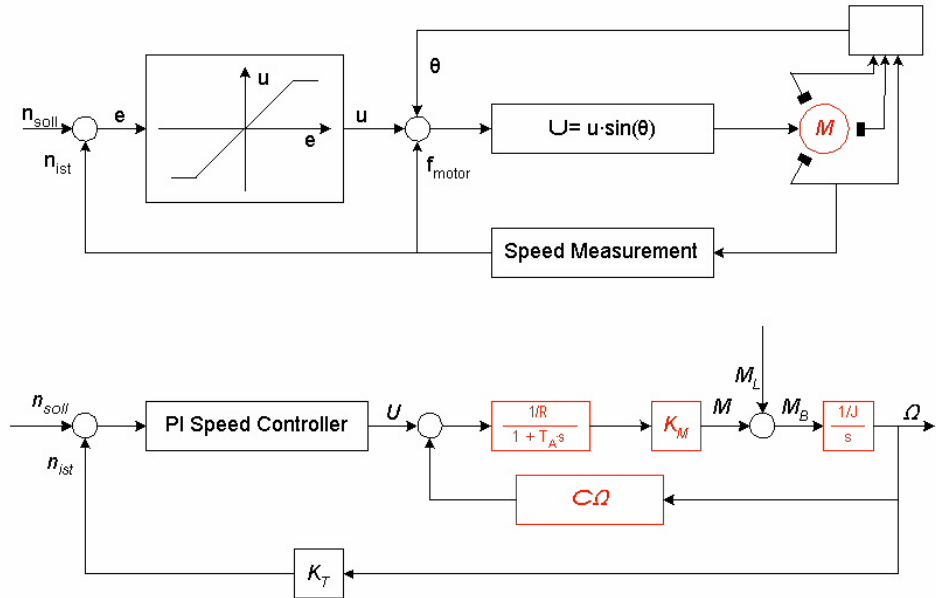 θ
u
n_soll
e
u
e
U= u·sin(θ)
M
n_ist
f_motor
Speed Measurement
M_L
n_soll
PI Speed Controller
U
1/R
1 + T_A·s
K_M
M
M_B
1/J
s
Ω
n_ist
CΩ
K_T